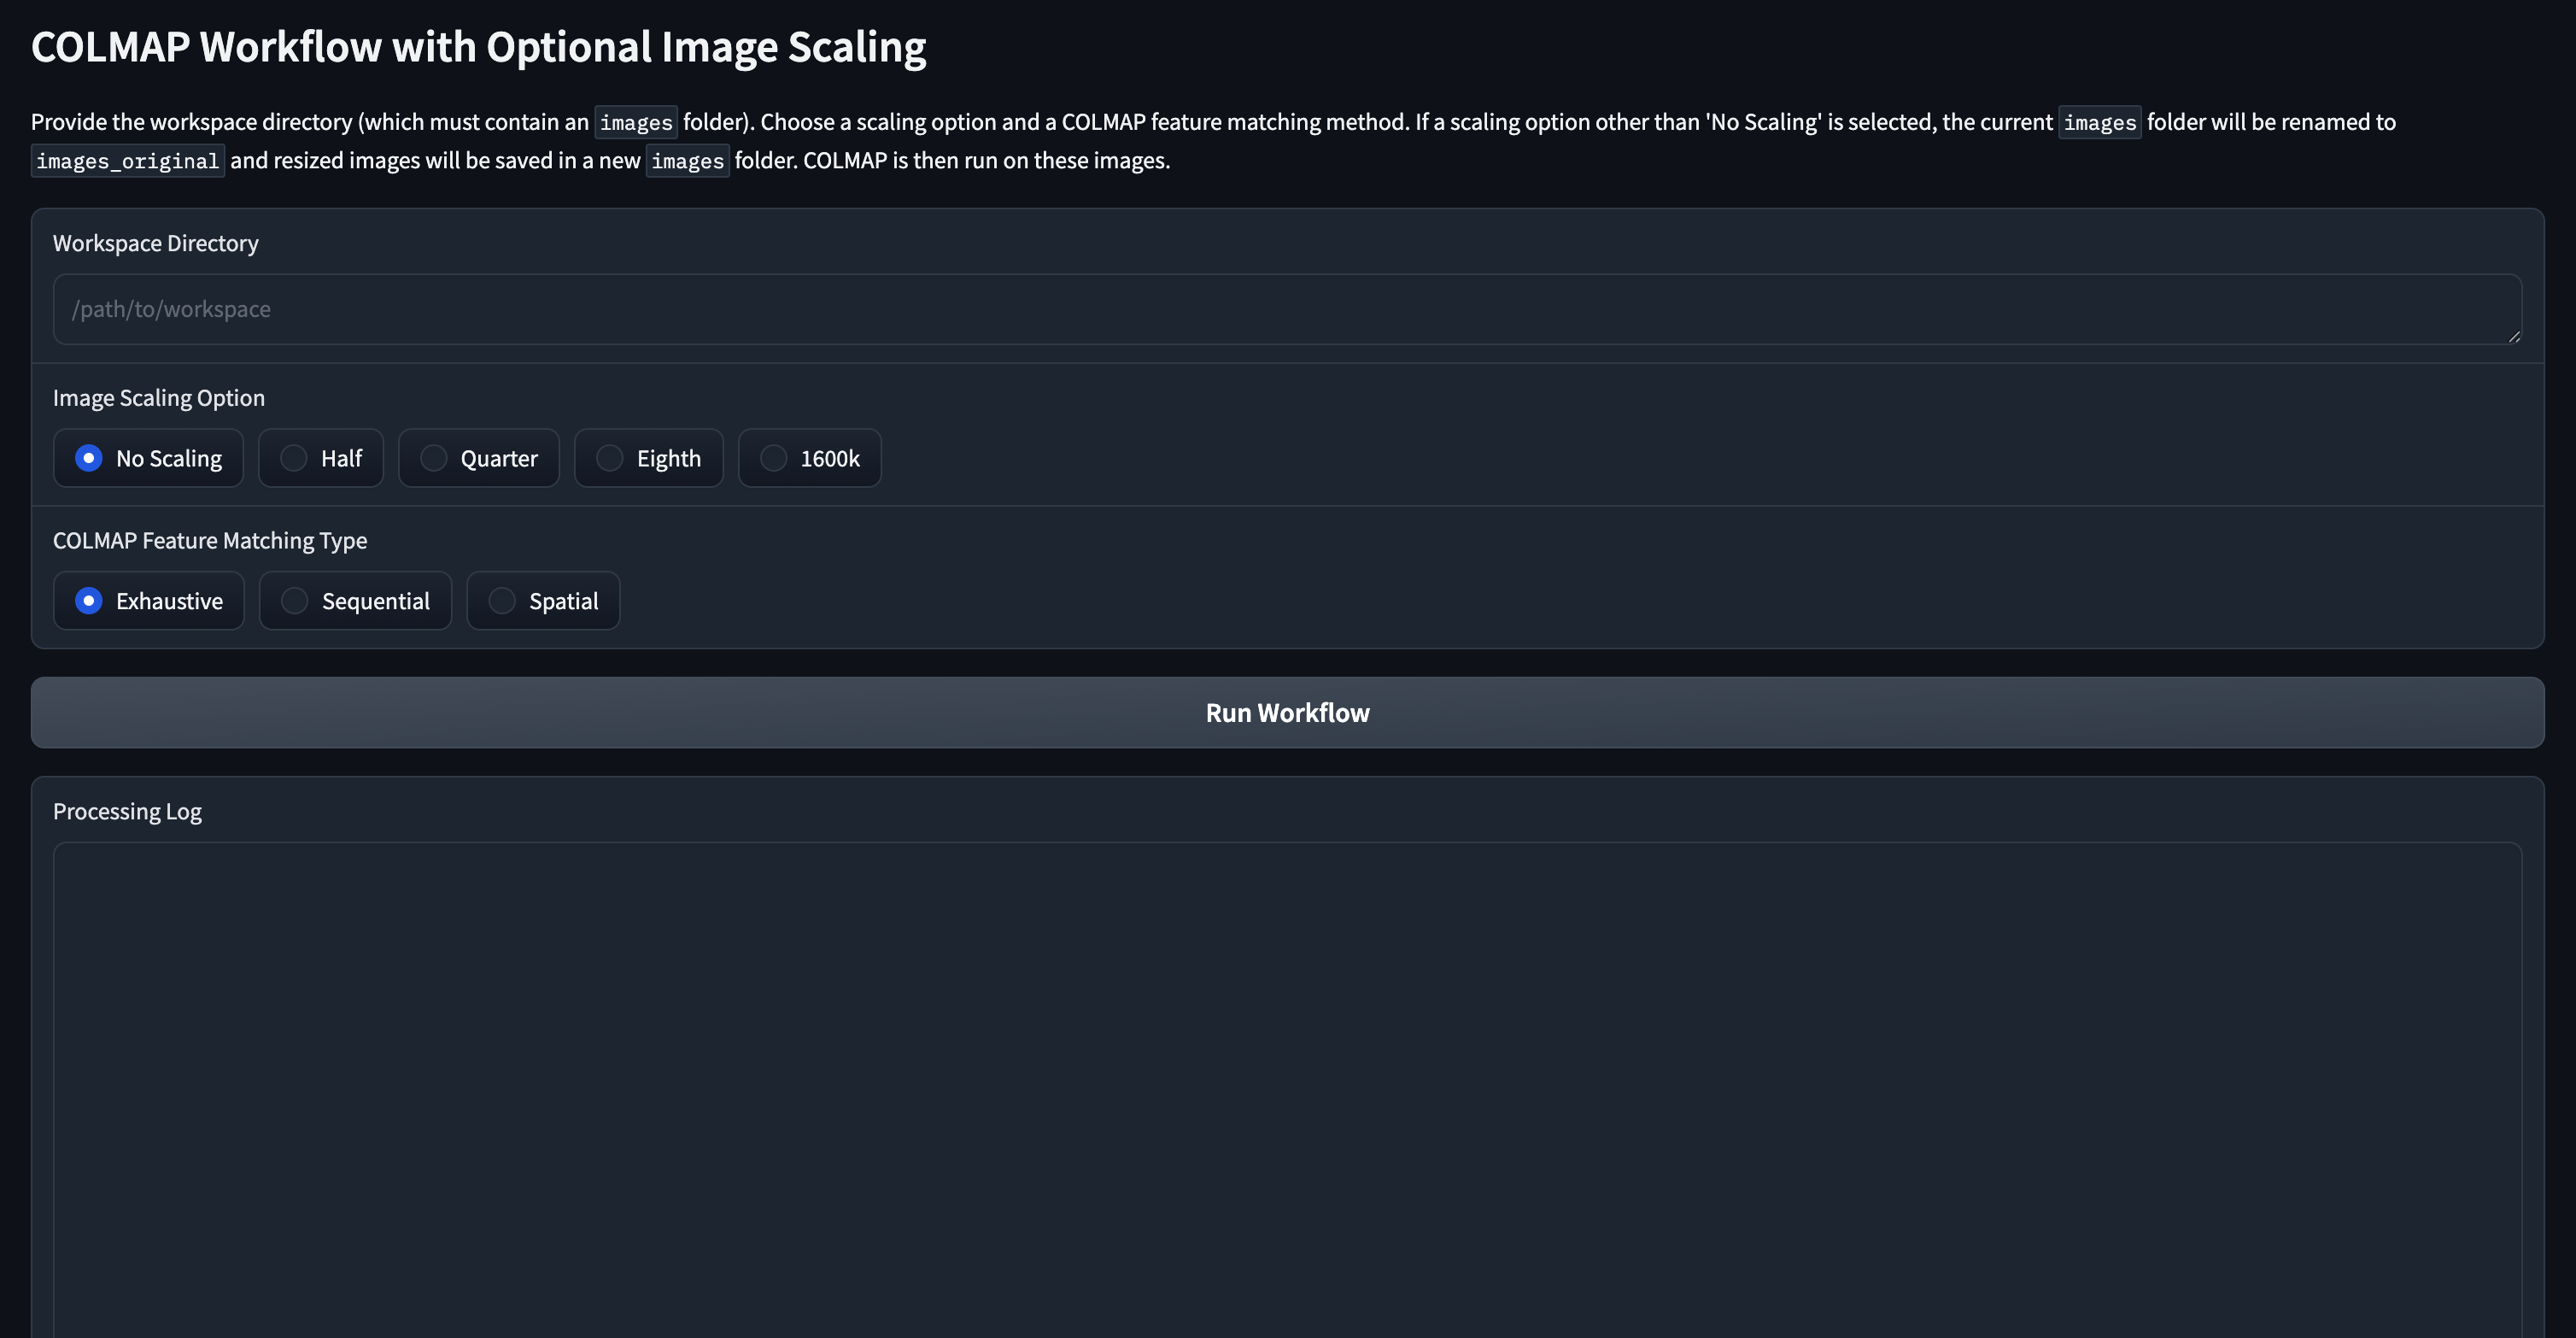 COLMAP Workflow with Optional Image Scaling
Provide the workspace directory (which must contain an images folder). Choose a scaling option and a COLMAP feature matching method. If a scaling option other than 'No Scaling' is selected, the current images folder will be renamed to
images_original and resized images will be saved in a new images folder. COLMAP is then run on these images.
Workspace Directory
/path/to/workspace
Image Scaling Option
No Scaling Half Quarter Eighth 1600k
COLMAP Feature Matching Type
Exhaustive Sequential Spatial
Run Workflow
Processing Log